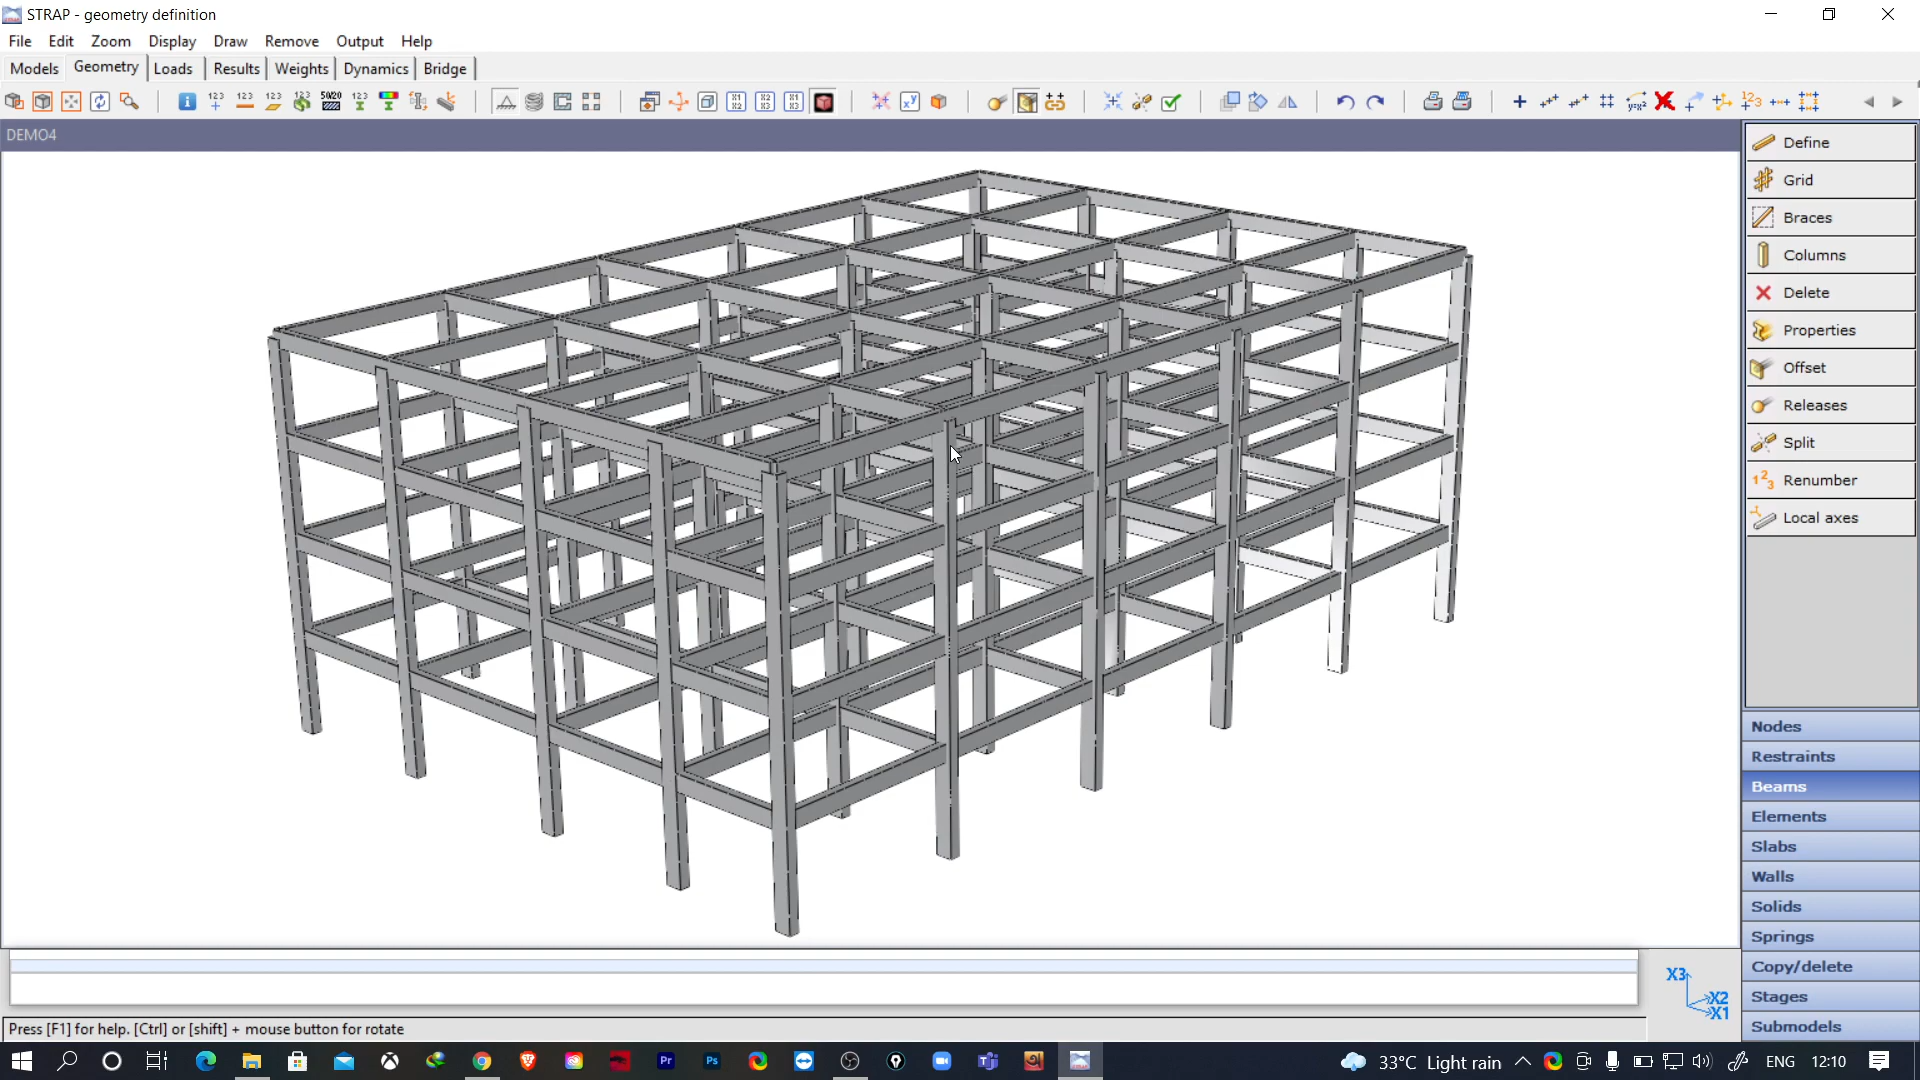 STRAP - geometry definition
File Edit Zoom Display Draw Remove Output Help
Models Geometry Loads Results Weights Dynamics Bridge
DEMO4
Define
Grid
Braces
Columns
Delete
Properties
Offset
Releases
Split
Renumber
Local axes
Nodes
Restraints
Beams
Elements
Slabs
Walls
Solids
Springs
Copy/delete
Stages
Submodels
X3
X2
X1
Press [F1] for help. [Ctrl] or [shift] + mouse button for rotate
33°C Light rain ENG 12:10